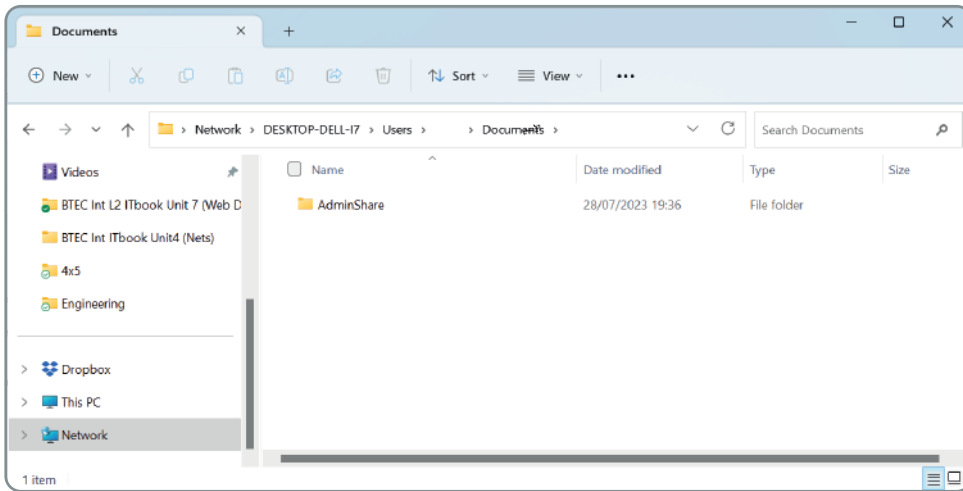 Documents
New Sort View
Network DESKTOP-DELL-I7 Users Documents Search Documents
Videos
BTEC Int L2 ITbook Unit 7 (Web D
BTEC Int ITbook Unit4 (Nets)
4x5
Engineering
Dropbox
This PC
Network
Name Date modified Type Size
AdminShare 28/07/2023 19:36 File folder
1 item